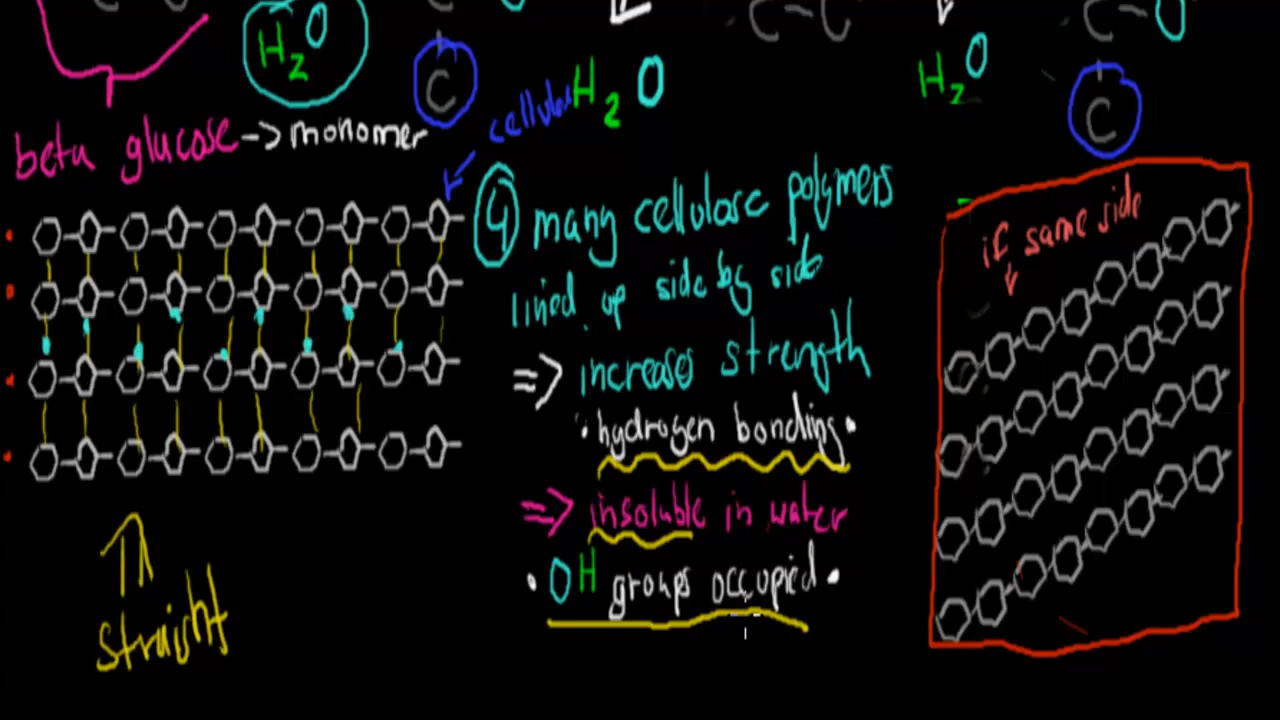 C
O
C-C
C-O
H2O
C
cellulose
H2O
H2O
C
beta glucose -> monomer
4 many cellulose polymers
lined up side by side
=> increases strength
• hydrogen bonding •
=> insoluble in water
• OH groups occupied •
if same side
straight